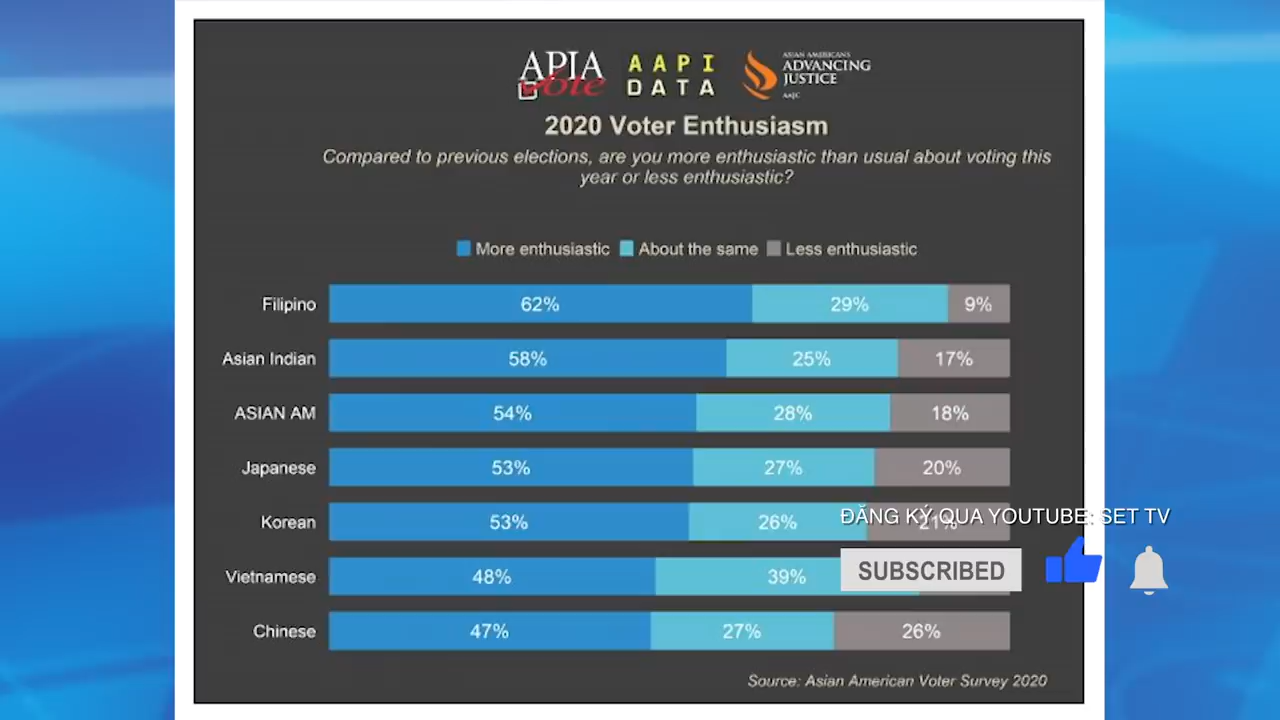 APIA
Vote
AAPI
DATA
ASIAN AMERICANS
ADVANCING
JUSTICE
AAJC
2020 Voter Enthusiasm
Compared to previous elections, are you more enthusiastic than usual about voting this
year or less enthusiastic?
More enthusiastic About the same Less enthusiastic
Filipino 62% 29% 9%
Asian Indian 58% 25% 17%
ASIAN AM 54% 28% 18%
Japanese 53% 27% 20%
Korean 53% 26% 21%
ĐĂNG KÝ QUA YOUTUBE: SET TV
Vietnamese 48% 39%
SUBSCRIBED
Chinese 47% 27% 26%
Source: Asian American Voter Survey 2020